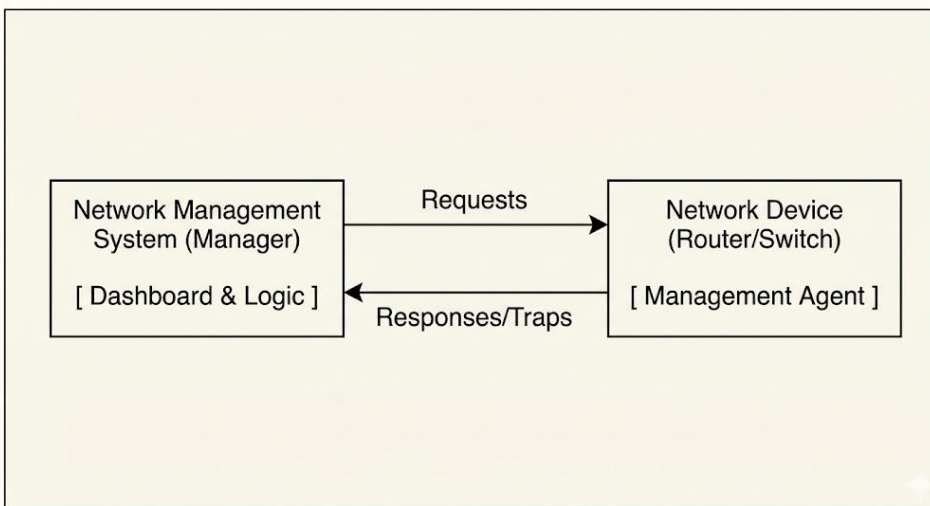 Network Management
System (Manager)
[ Dashboard & Logic ]
Requests
Responses/Traps
Network Device
(Router/Switch)
[ Management Agent ]